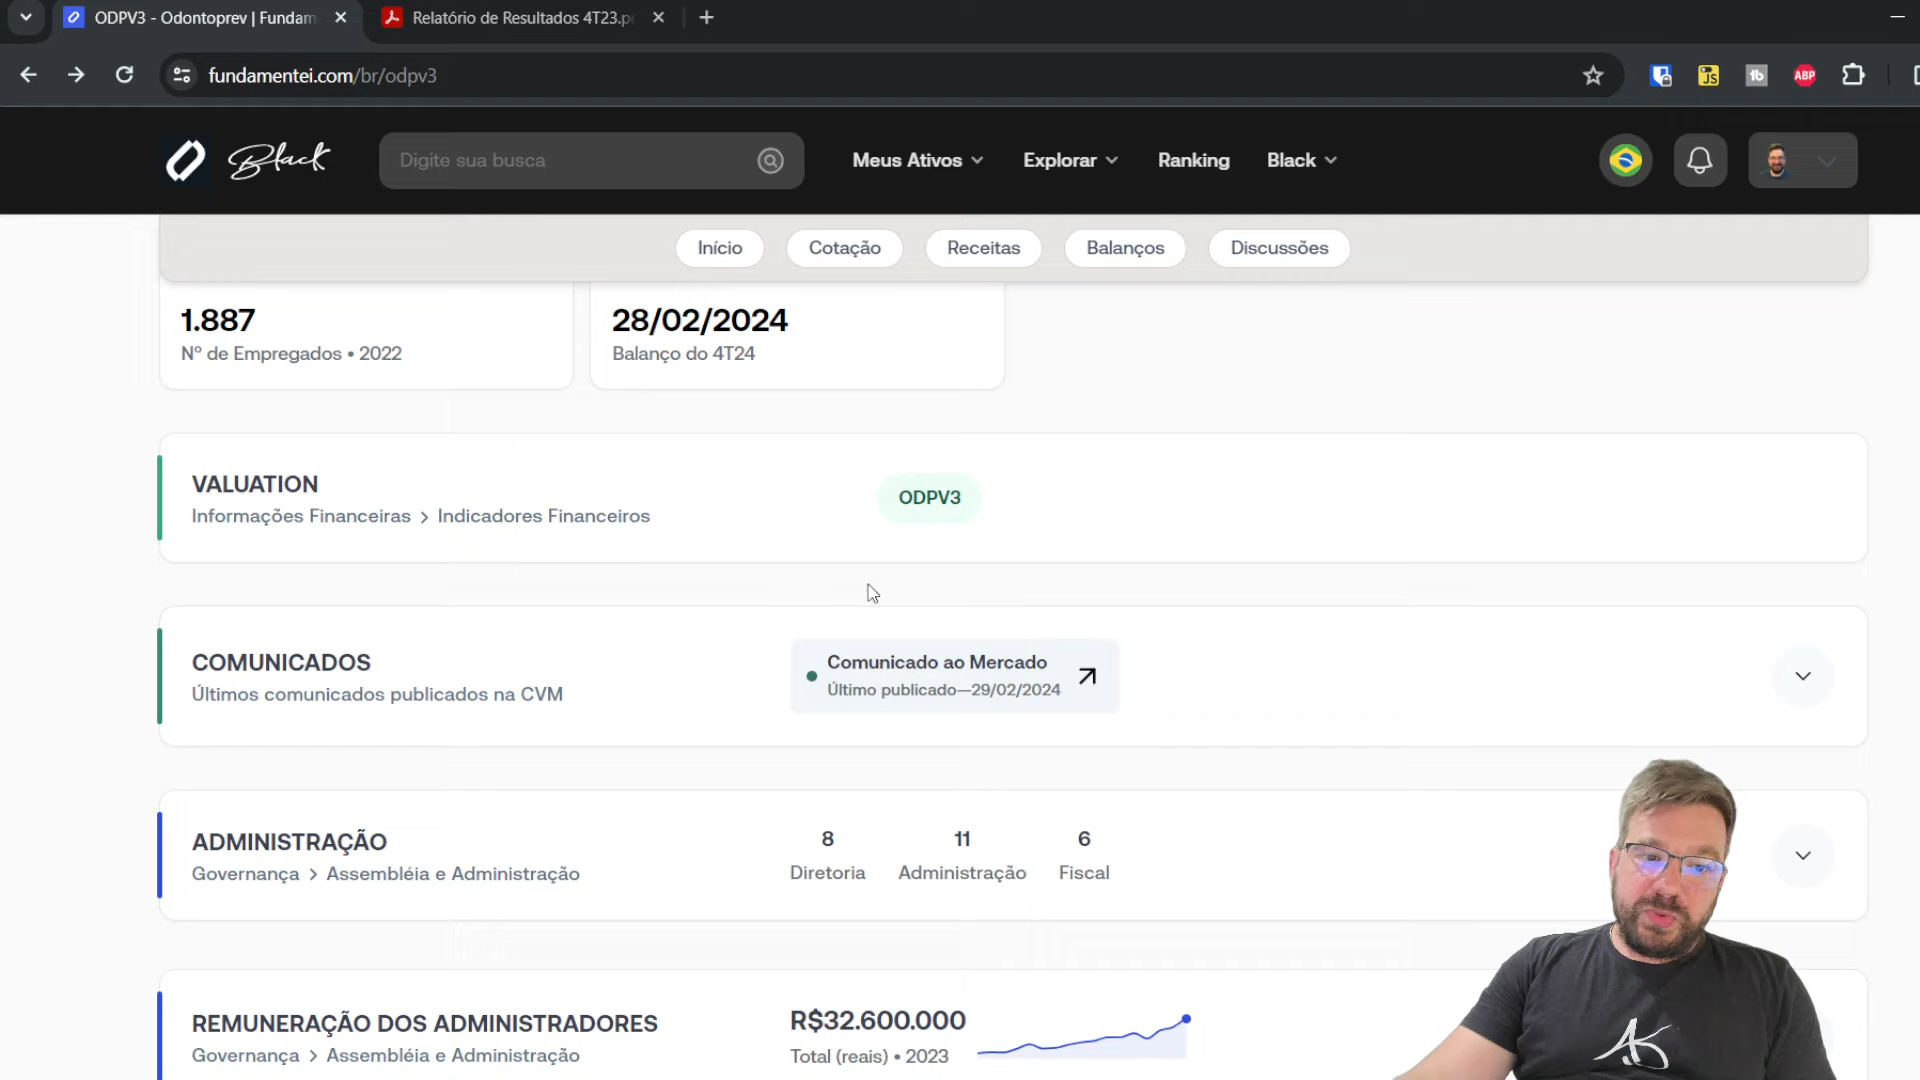 ODPV3 - Odontoprev | Fundam
Relatório de Resultados 4T23.p
fundamentei.com/br/odpv3
JS
tb
ABP
Black
Digite sua busca
Meus Ativos
Explorar
Ranking
Black
Início
Cotação
Receitas
Balanços
Discussões
1.887
Nº de Empregados • 2022
28/02/2024
Balanço do 4T24
VALUATION
Informações Financeiras > Indicadores Financeiros
ODPV3
COMUNICADOS
Últimos comunicados publicados na CVM
Comunicado ao Mercado
Último publicado—29/02/2024
ADMINISTRAÇÃO
Governança > Assembléia e Administração
8
Diretoria
11
Administração
6
Fiscal
REMUNERAÇÃO DOS ADMINISTRADORES
Governança > Assembléia e Administração
R$32.600.000
Total (reais) • 2023
AK